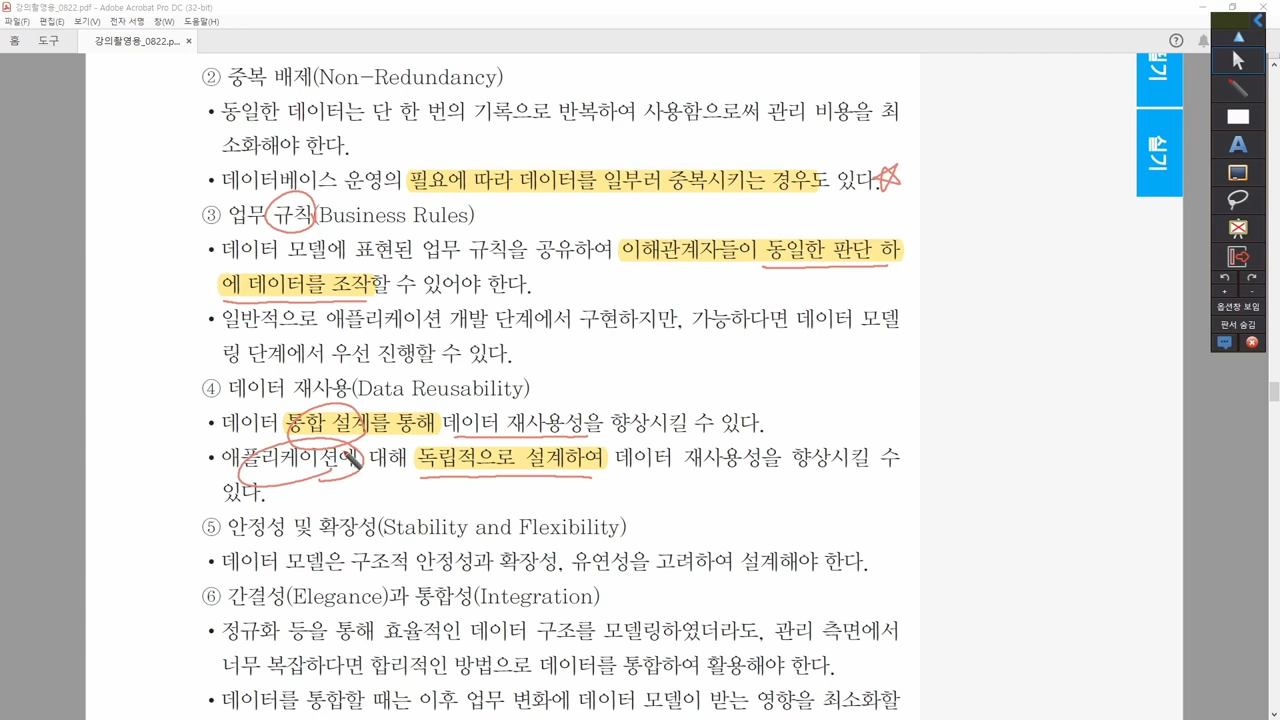 강의촬영용_0822.pdf - Adobe Acrobat Pro DC (32-bit)
파일(F) 편집(E) 보기(V) 전자 서명 창(W) 도움말(H)
홈 도구 강의촬영용_0822.p... ×
② 중복 배제(Non-Redundancy)
• 동일한 데이터는 단 한 번의 기록으로 반복하여 사용함으로써 관리 비용을 최
소화해야 한다.
• 데이터베이스 운영의 필요에 따라 데이터를 일부러 중복시키는 경우도 있다.
③ 업무 규칙(Business Rules)
• 데이터 모델에 표현된 업무 규칙을 공유하여 이해관계자들이 동일한 판단 하
에 데이터를 조작할 수 있어야 한다.
• 일반적으로 애플리케이션 개발 단계에서 구현하지만, 가능하다면 데이터 모델
링 단계에서 우선 진행할 수 있다.
④ 데이터 재사용(Data Reusability)
• 데이터 통합 설계를 통해 데이터 재사용성을 향상시킬 수 있다.
• 애플리케이션에 대해 독립적으로 설계하여 데이터 재사용성을 향상시킬 수
있다.
⑤ 안정성 및 확장성(Stability and Flexibility)
• 데이터 모델은 구조적 안정성과 확장성, 유연성을 고려하여 설계해야 한다.
⑥ 간결성(Elegance)과 통합성(Integration)
• 정규화 등을 통해 효율적인 데이터 구조를 모델링하였더라도, 관리 측면에서
너무 복잡하다면 합리적인 방법으로 데이터를 통합하여 활용해야 한다.
• 데이터를 통합할 때는 이후 업무 변화에 데이터 모델이 받는 영향을 최소화할
필기
실기
A
+ -
옵션창 보임
판서 숨김